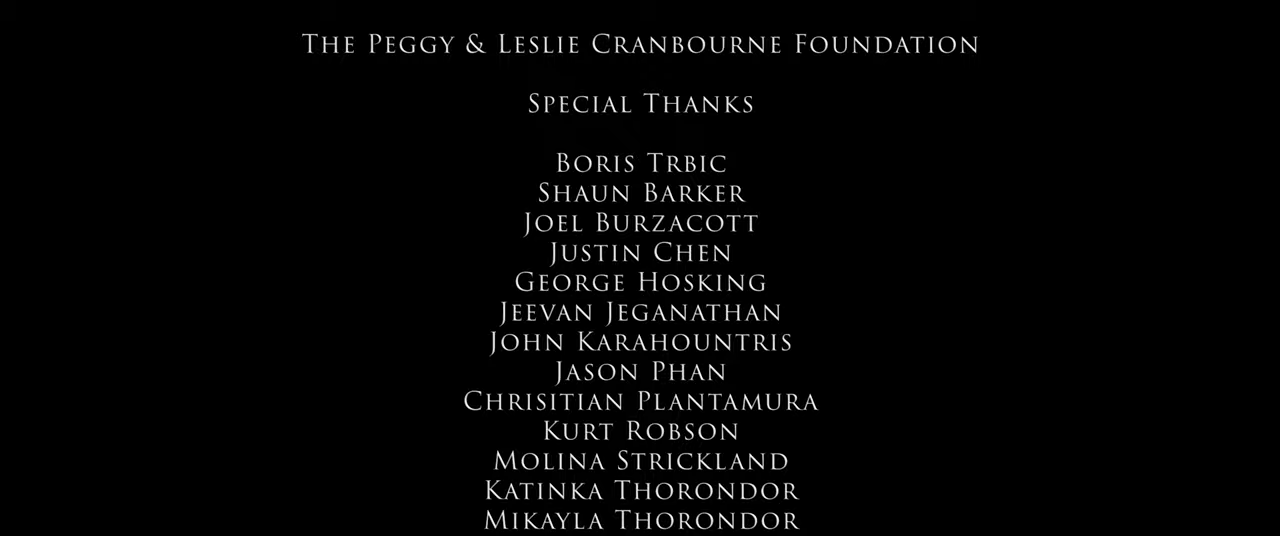 The Peggy & Leslie Cranbourne Foundation
Special Thanks
Boris Trbic
Shaun Barker
Joel Burzacott
Justin Chen
George Hosking
Jeevan Jeganathan
John Karahountris
Jason Phan
Chrisitian Plantamura
Kurt Robson
Molina Strickland
Katinka Thorondor
Mikayla Thorondor